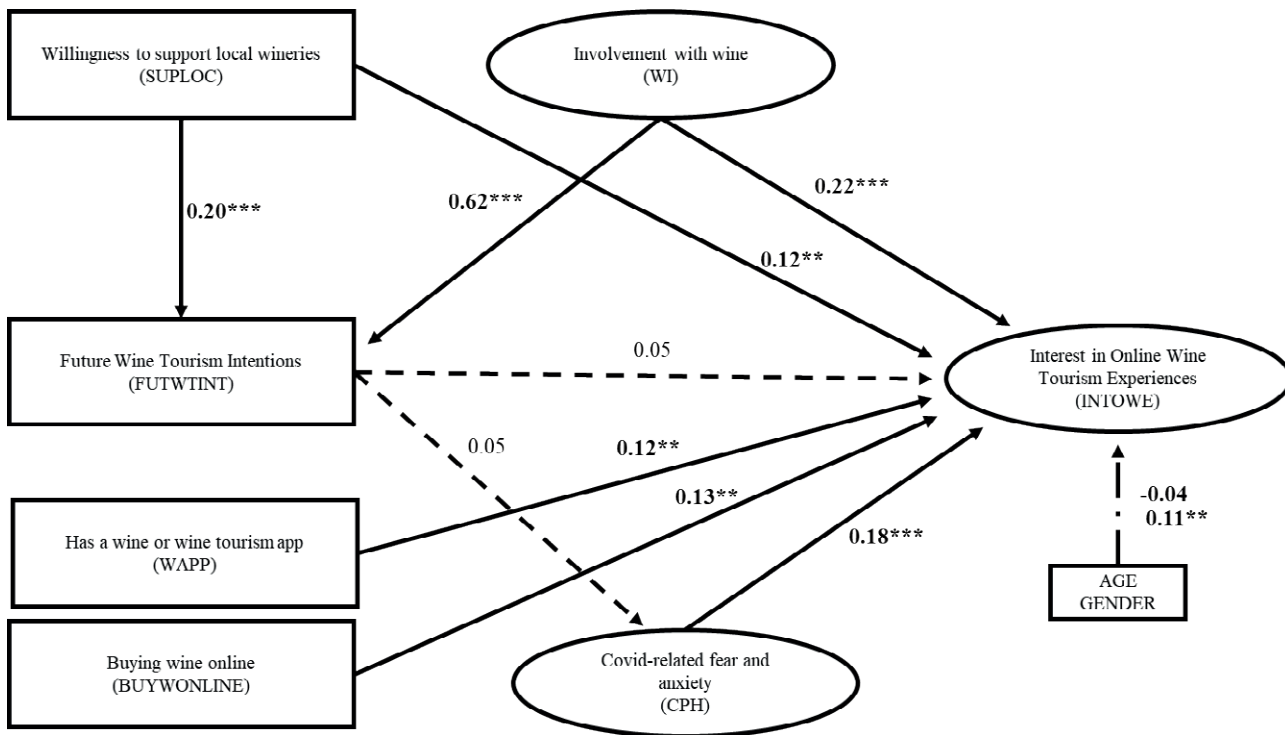 Willingness to support local wineries
(SUPLOC)
Involvement with wine
(WI)
0.20***
0.62***
0.22***
0.12**
Future Wine Tourism Intentions
(FUTWTINT)
0.05
Interest in Online Wine
Tourism Experiences
(INTOWE)
0.05
0.12**
0.13**
0.18***
-0.04
0.11**
Has a wine or wine tourism app
(WAPP)
AGE
GENDER
Buying wine online
(BUYWONLINE)
Covid-related fear and
anxiety
(CPH)